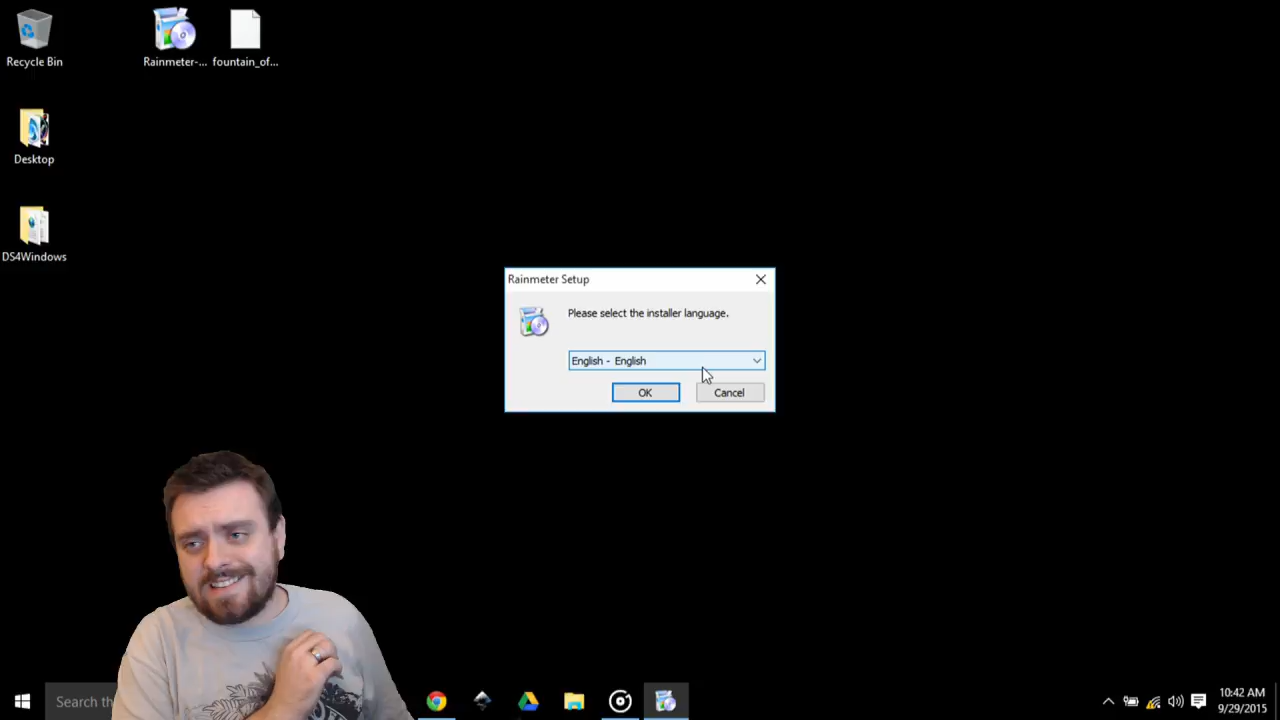 Recycle Bin
Rainmeter-...
fountain_of...
Desktop
DS4Windows
Rainmeter Setup
Please select the installer language.
English - English
OK
Cancel
Search th
10:42 AM
9/29/2015